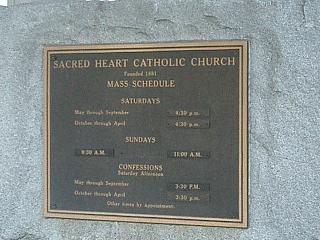 SACRED HEART CATHOLIC CHURCH
Founded 1881
MASS SCHEDULE
SATURDAYS
May through September 4:30 p.m.
October through April 4:30 p.m.
SUNDAYS
9:30 A.M. 11:00 A.M.
CONFESSIONS
Saturday Afternoon
May through September 3:30 P.M.
October through April 3:30 p.m.
Other times by appointment.